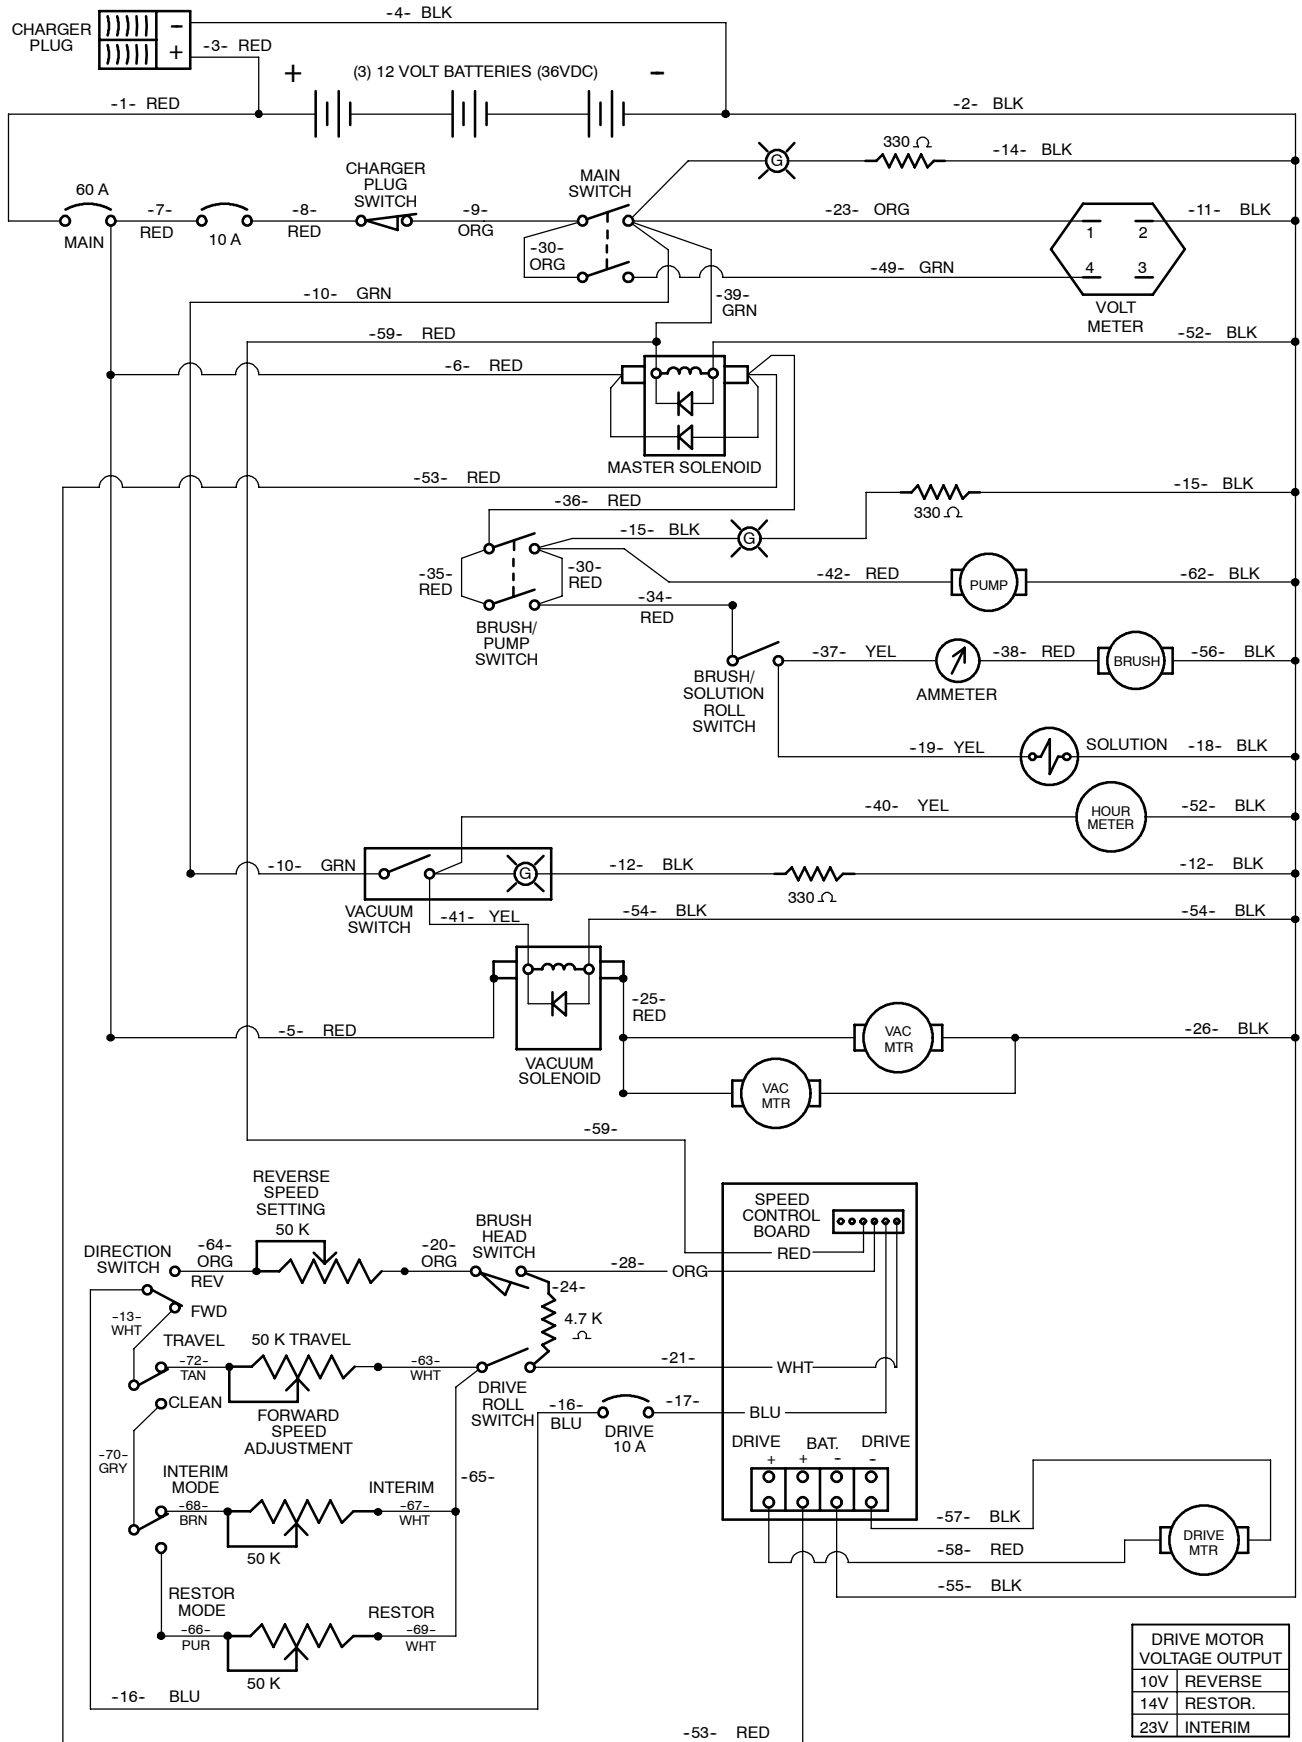 -4- BLK
CHARGER
PLUG
-
+
-3- RED
+
(3) 12 VOLT BATTERIES (36VDC)
-
-1- RED
-2- BLK
330 Ω
-14- BLK
G
CHARGER
PLUG
SWITCH
MAIN
SWITCH
60 A
MAIN
-7-
RED
10 A
-8-
RED
-9-
ORG
-23- ORG
-11- BLK
1
2
4
3
-30-
ORG
-49- GRN
VOLT
METER
-10- GRN
-39-
GRN
-59- RED
-52- BLK
-6- RED
MASTER SOLENOID
-53- RED
-36- RED
-15- BLK
330 Ω
-15- BLK
G
-35-
RED
-30-
RED
-42- RED
PUMP
-62- BLK
-34-
RED
BRUSH/
PUMP
SWITCH
-37- YEL
AMMETER
-38- RED
BRUSH
-56- BLK
BRUSH/
SOLUTION
ROLL
SWITCH
-19- YEL
SOLUTION
-18- BLK
-40- YEL
HOUR
METER
-52- BLK
-10- GRN
G
-12- BLK
330 Ω
-12- BLK
VACUUM
SWITCH
-41- YEL
-54- BLK
-54- BLK
-25-
RED
-5- RED
VACUUM
SOLENOID
VAC
MTR
-26- BLK
VAC
MTR
-59-
REVERSE
SPEED
SETTING
50 K
DIRECTION
SWITCH
-64-
ORG
REV
-20-
ORG
BRUSH
HEAD
SWITCH
-28- ORG
SPEED
CONTROL
BOARD
RED
FWD
-13-
WHT
-24-
4.7 K
Ω
TRAVEL
50 K TRAVEL
-72-
TAN
-63-
WHT
-21- WHT
CLEAN
FORWARD
SPEED
ADJUSTMENT
DRIVE
ROLL
SWITCH
-16-
BLU
DRIVE
10 A
-17- BLU
DRIVE BAT. DRIVE
+ + - -
-70-
GRY
INTERIM
MODE
INTERIM
-65-
-68-
BRN
-67-
WHT
50 K
-57- BLK
-58- RED
DRIVE
MTR
-55- BLK
RESTOR
MODE
RESTOR
-66-
PUR
-69-
WHT
50 K
-16- BLU
-53- RED
DRIVE MOTOR
VOLTAGE OUTPUT
10V REVERSE
14V RESTOR.
23V INTERIM